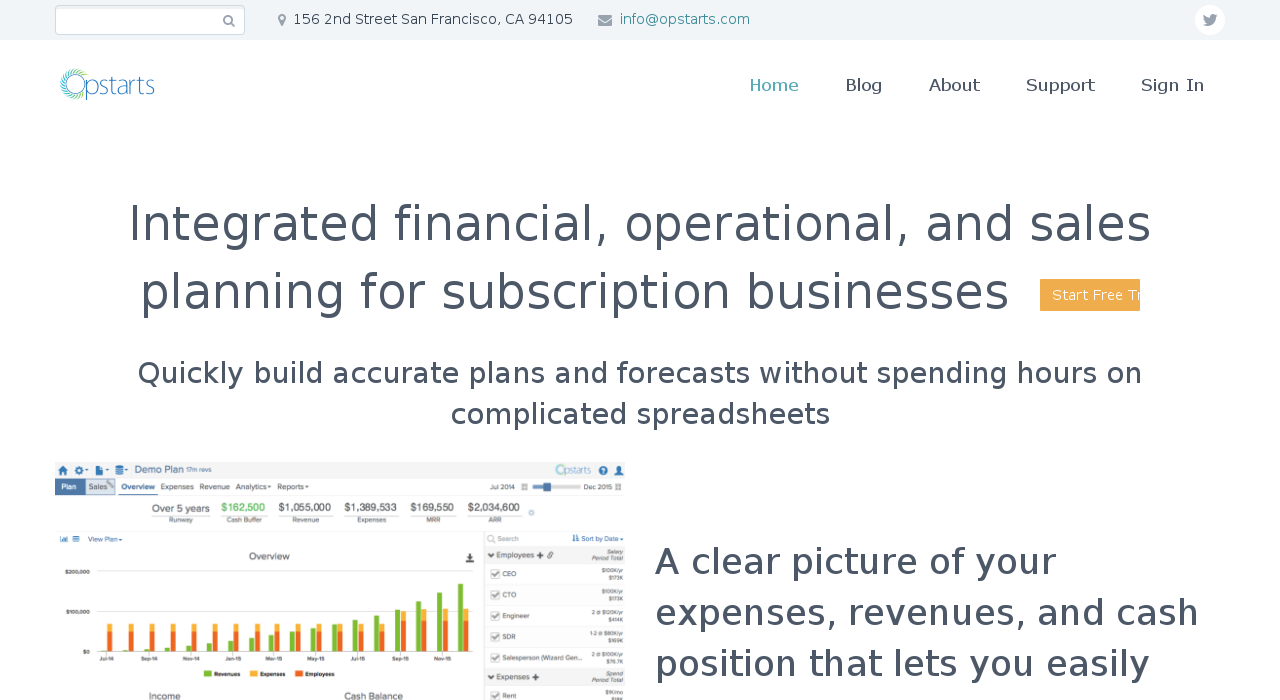 156 2nd Street San Francisco, CA 94105 info@opstarts.com
Opstarts
Home Blog About Support Sign In
Integrated financial, operational, and sales
planning for subscription businesses
Start Free Tr
Quickly build accurate plans and forecasts without spending hours on
complicated spreadsheets
Demo Plan 17m revs Opstarts
Plan Sales Overview Expenses Revenue Analytics Reports Jul 2014 Dec 2015
Over 5 years $162,500 $1,055,000 $1,389,533 $169,550 $2,034,600
Runway Cash Buffer Revenue Expenses MRR ARR
View Plan Search Sort by Date
Overview
Employees Salary
Period Total
$200,000
$100,000
$0
Jul-14 Sep-14 Nov-14 Jan-15 Mar-15 May-15 Jul-15 Sep-15 Nov-15
Revenues Expenses Employees
CEO $100K/yr
$173K
CTO $100K/yr
$173K
Engineer 2 @ $120K/yr
$414K
SDR 1-2 @ $80K/yr
$169K
Salesperson (Wizard Gen... 2 @ $100K/yr
$76.7K
Expenses Spend
Period Total
Rent $1K/mo
Income Cash Balance
A clear picture of your
expenses, revenues, and cash
position that lets you easily